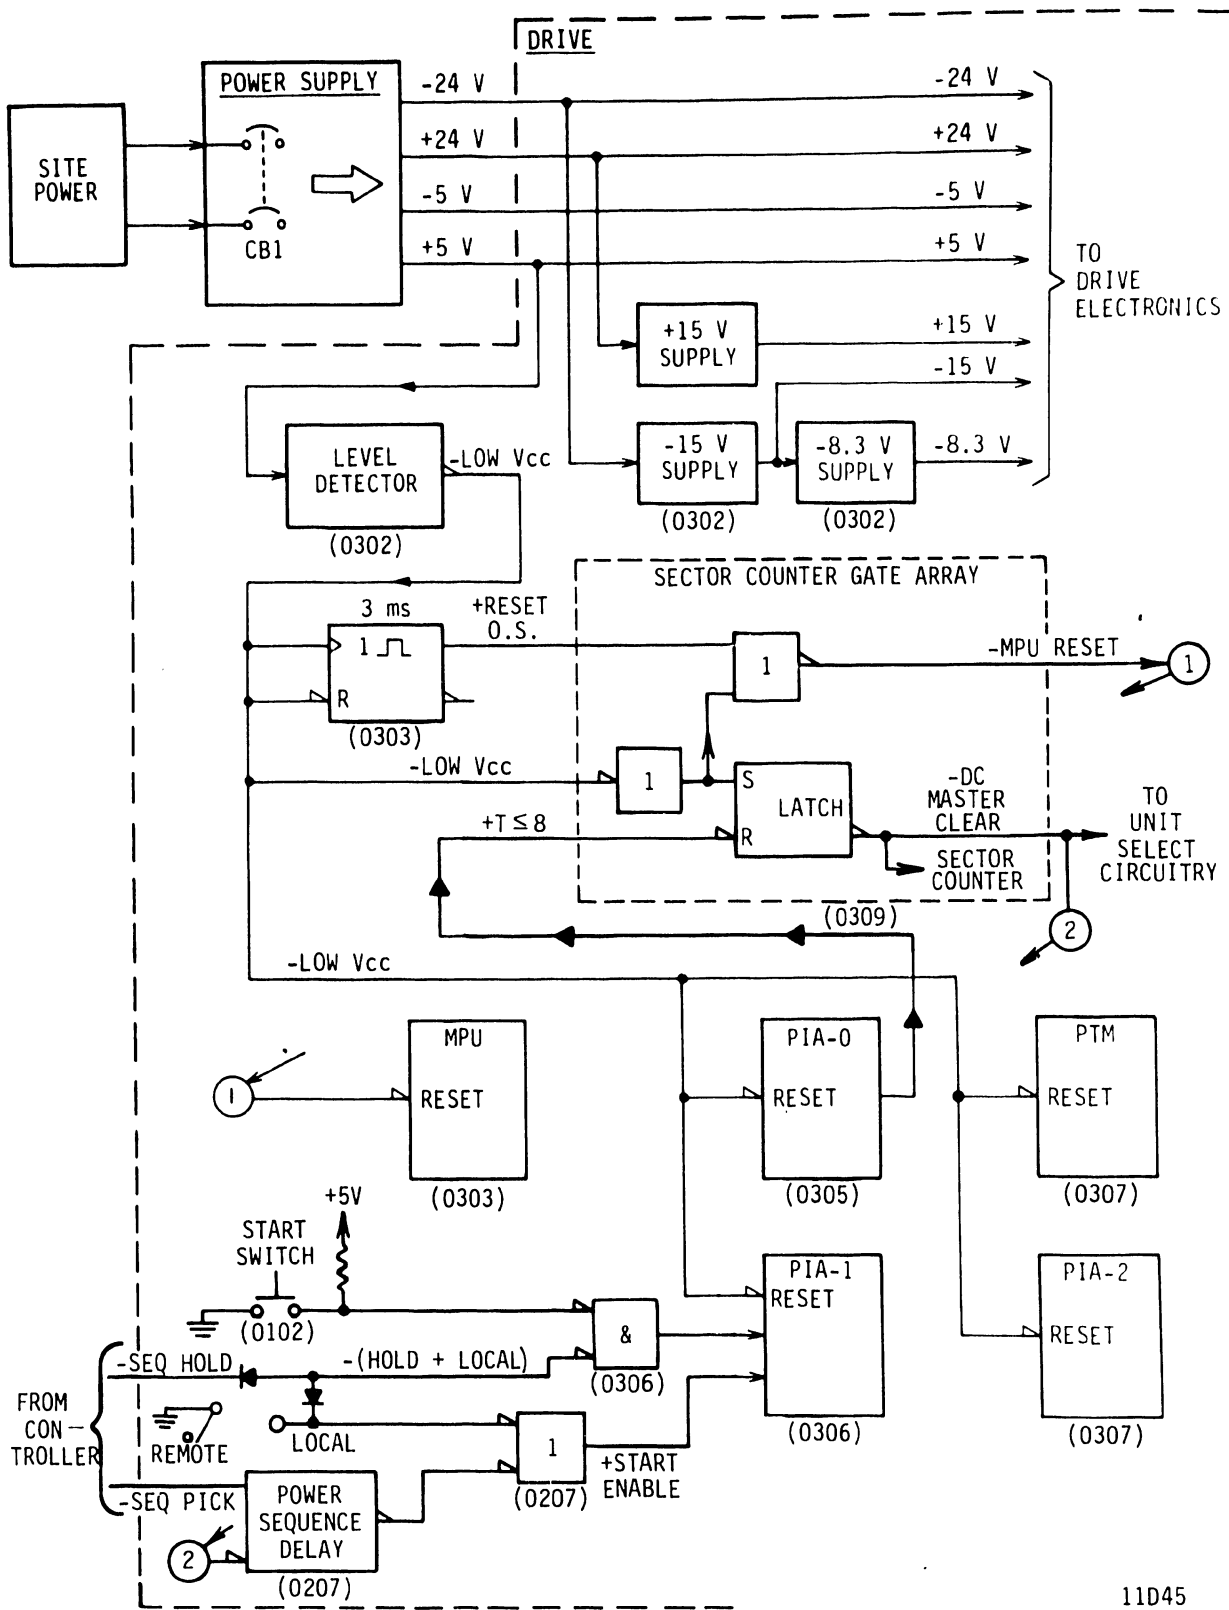 DRIVE
POWER SUPPLY
-24 V
-24 V
+24 V
+24 V
SITE
POWER
-5 V
-5 V
CB1
+5 V
+5 V
TO
DRIVE
ELECTRONICS
+15 V
SUPPLY
+15 V
-15 V
LEVEL
DETECTOR
-LOW Vcc
-15 V
SUPPLY
-8.3 V
SUPPLY
-8.3 V
(0302)
(0302)
(0302)
SECTOR COUNTER GATE ARRAY
3 ms
+RESET
O.S.
1
R
(0303)
1
-MPU RESET
1
-LOW Vcc
1
S
LATCH
R
-DC
MASTER
CLEAR
TO
UNIT
SELECT
CIRCUITRY
+T≤8
SECTOR
COUNTER
(0309)
2
-LOW Vcc
MPU
RESET
(0303)
1
PIA-0
RESET
(0305)
PTM
RESET
(0307)
+5V
START
SWITCH
(0102)
&
(0306)
PIA-1
RESET
(0306)
PIA-2
RESET
(0307)
-SEQ HOLD
-(HOLD + LOCAL)
FROM
CON-
TROLLER
REMOTE
LOCAL
1
(0207)
+START
ENABLE
-SEQ PICK
POWER
SEQUENCE
DELAY
(0207)
2
11D45